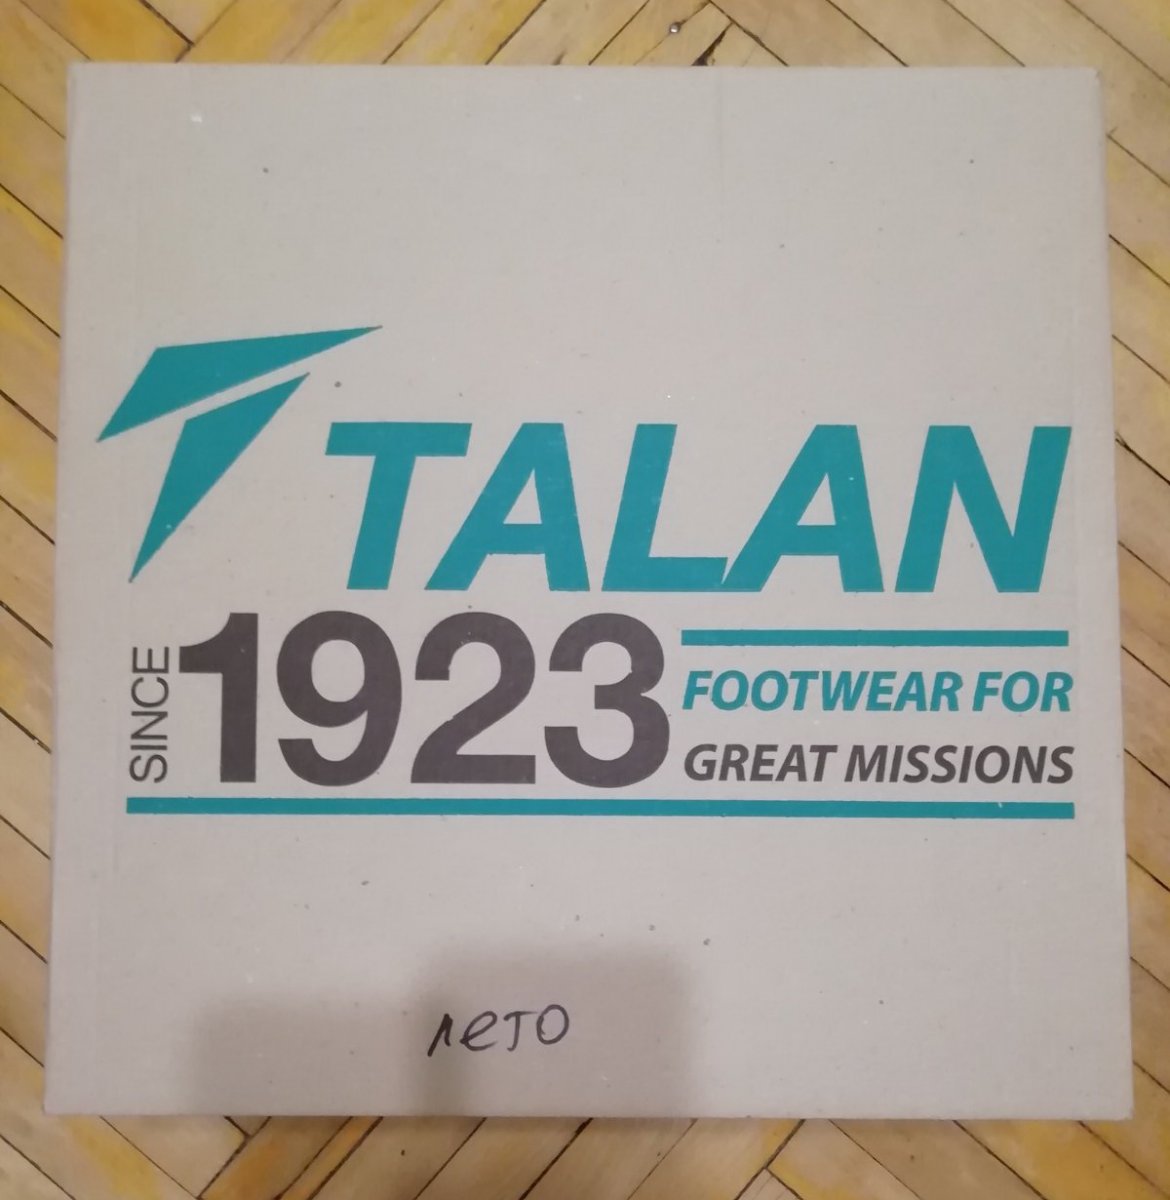 TALAN
SINCE 1923
FOOTWEAR FOR
GREAT MISSIONS
лето